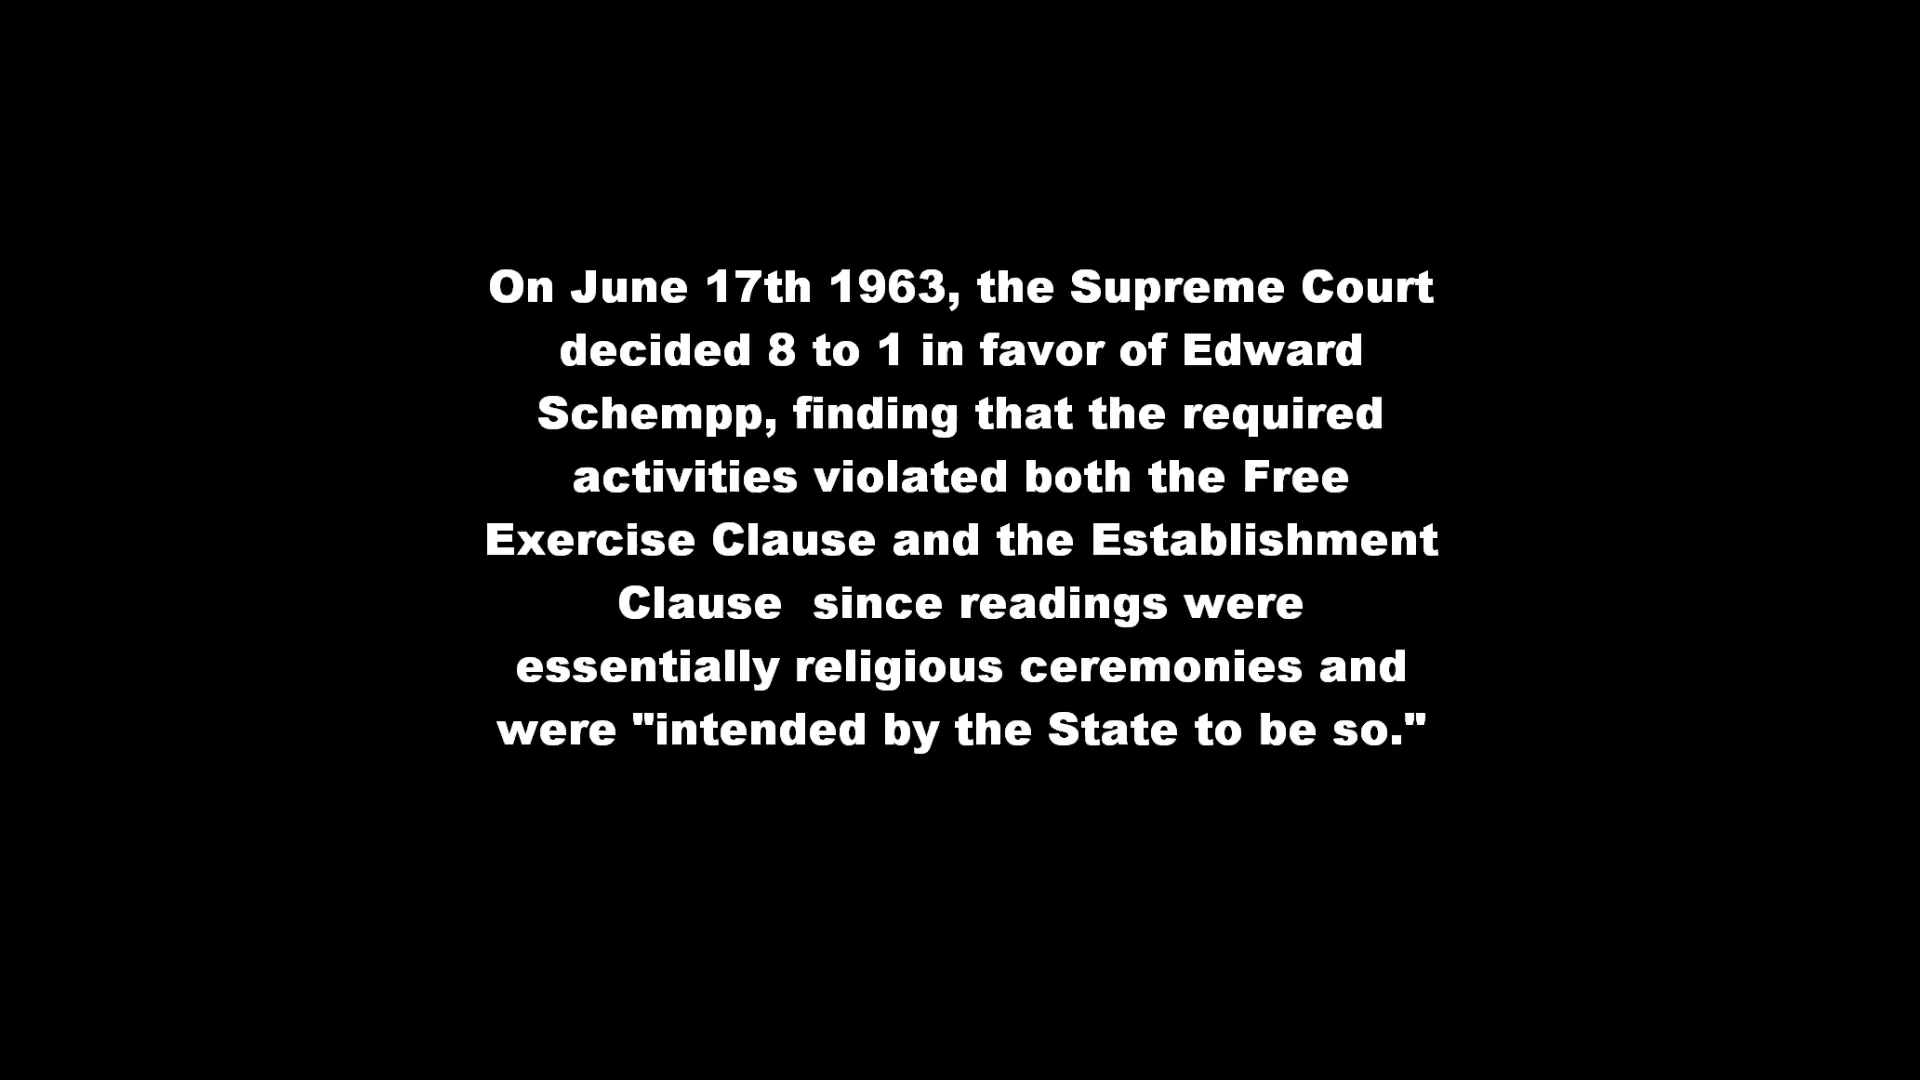 On June 17th 1963, the Supreme Court
decided 8 to 1 in favor of Edward
Schempp, finding that the required
activities violated both the Free
Exercise Clause and the Establishment
Clause  since readings were
essentially religious ceremonies and
were "intended by the State to be so."